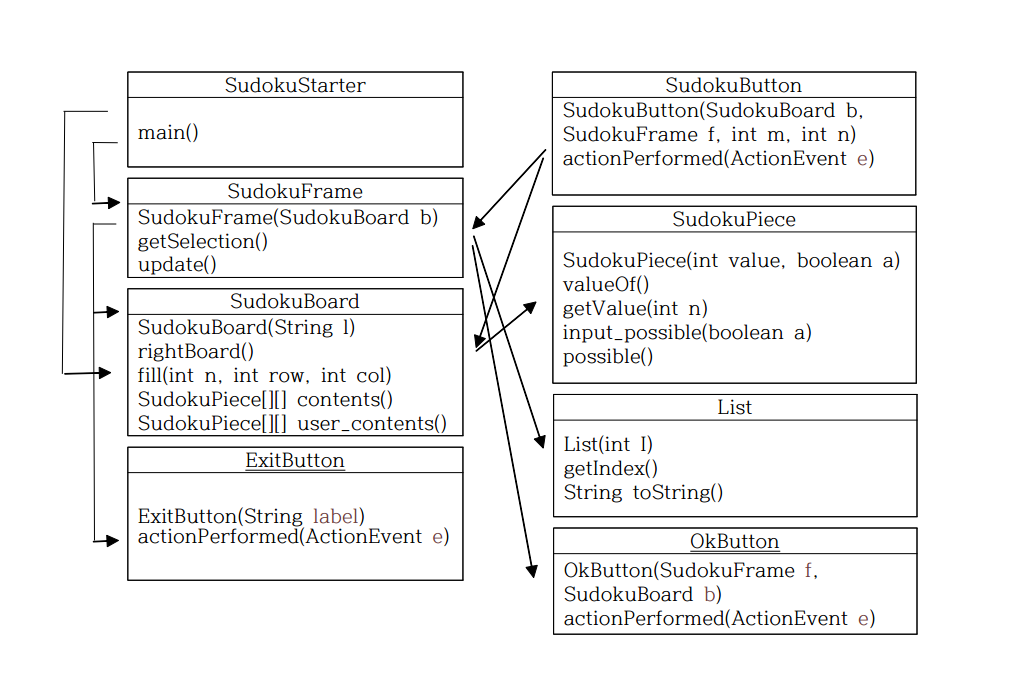 SudokuStarter
main()
SudokuFrame
SudokuFrame(SudokuBoard b)
getSelection()
update()
SudokuBoard
SudokuBoard(String l)
rightBoard()
fill(int n, int row, int col)
SudokuPiece[][] contents()
SudokuPiece[][] user_contents()
ExitButton
ExitButton(String label)
actionPerformed(ActionEvent e)
SudokuButton
SudokuButton(SudokuBoard b,
SudokuFrame f, int m, int n)
actionPerformed(ActionEvent e)
SudokuPiece
SudokuPiece(int value, boolean a)
valueOf()
getValue(int n)
input_possible(boolean a)
possible()
List
List(int I)
getIndex()
String toString()
OkButton
OkButton(SudokuFrame f,
SudokuBoard b)
actionPerformed(ActionEvent e)